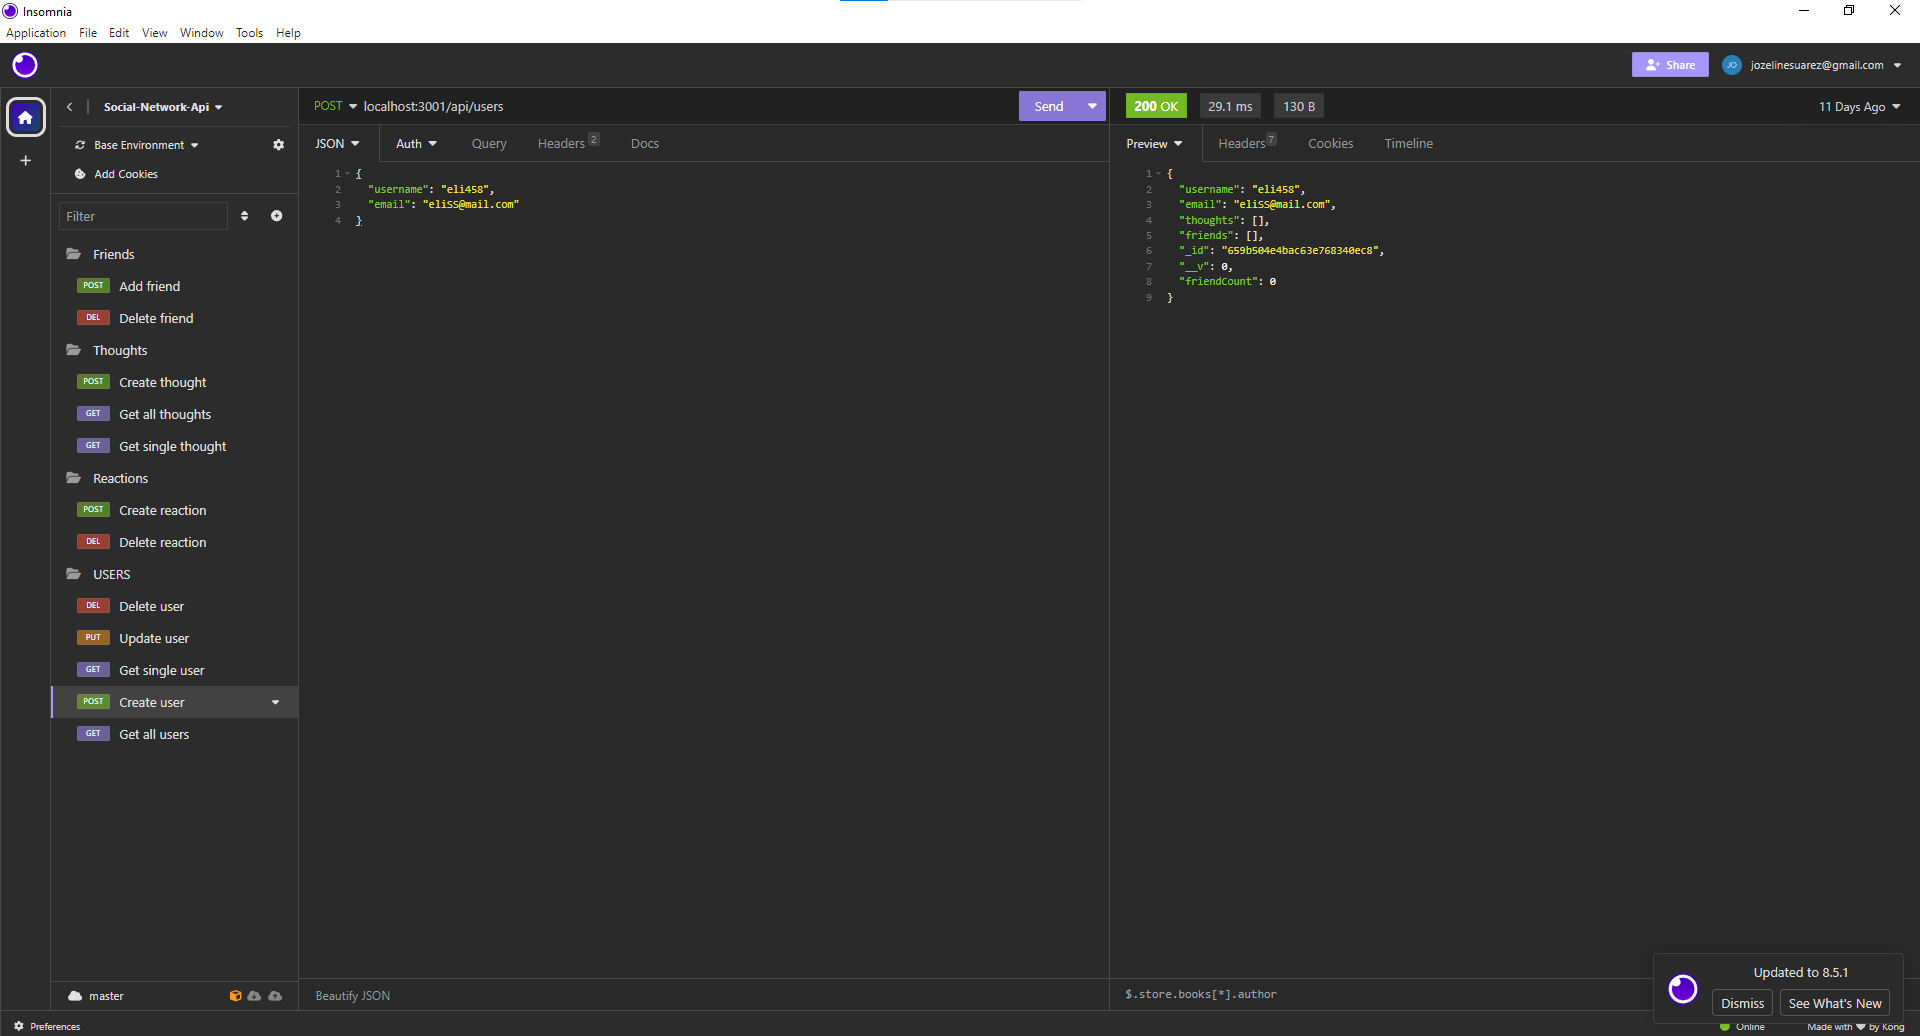 Insomnia
Application File Edit View Window Tools Help
Share
JO jozelinesuarez@gmail.com
Social-Network-Api
Base Environment
Add Cookies
Filter
Friends
POST Add friend
DEL Delete friend
Thoughts
POST Create thought
GET Get all thoughts
GET Get single thought
Reactions
POST Create reaction
DEL Delete reaction
USERS
DEL Delete user
PUT Update user
GET Get single user
POST Create user
GET Get all users
master
Preferences
POST localhost:3001/api/users
Send
JSON Auth Query Headers 2 Docs
1 {
2 "username": "eli458",
3 "email": "eliSS@mail.com"
4 }
Beautify JSON
200 OK 29.1 ms 130 B 11 Days Ago
Preview Headers 7 Cookies Timeline
1 {
2 "username": "eli458",
3 "email": "eliSS@mail.com",
4 "thoughts": [],
5 "friends": [],
6 "_id": "659b504e4bac63e768340ec8",
7 "__v": 0,
8 "friendCount": 0
9 }
$.store.books[*].author
Updated to 8.5.1
Dismiss See What's New
Online Made with ♥ by Kong